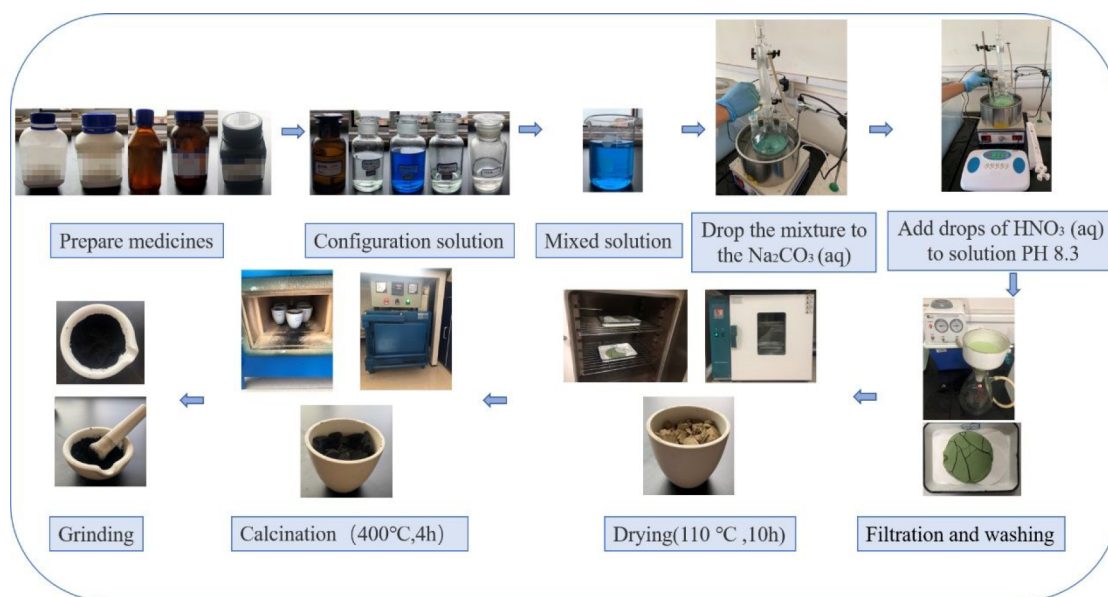 Prepare medicines
Configuration solution
Mixed solution
Drop the mixture to
the Na₂CO₃ (aq)
Add drops of HNO₃ (aq)
to solution PH 8.3
Grinding
Calcination（400℃,4h）
Drying(110 ℃ ,10h)
Filtration and washing